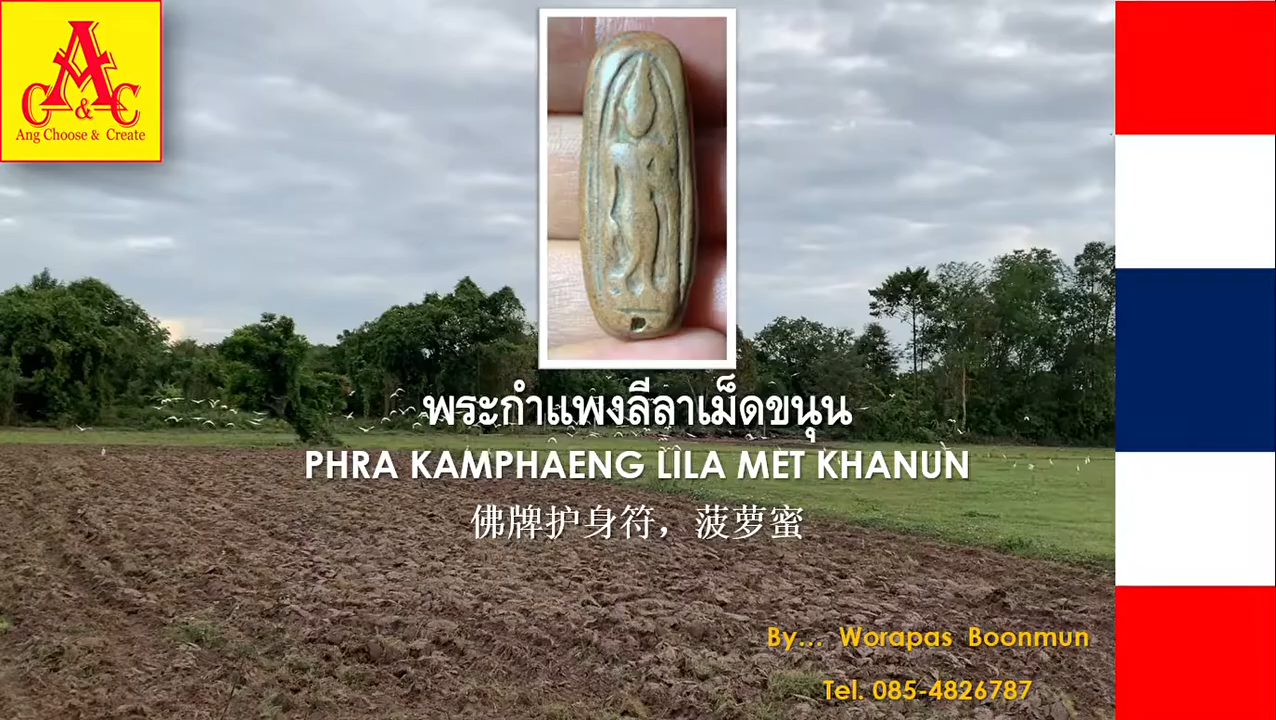 A
C & C
Ang Choose & Create
พระกำแพงลีลาเม็ดขนุน
PHRA KAMPHAENG LILA MET KHANUN
佛牌护身符，菠萝蜜
By... Worapas Boonmun
Tel. 085-4826787